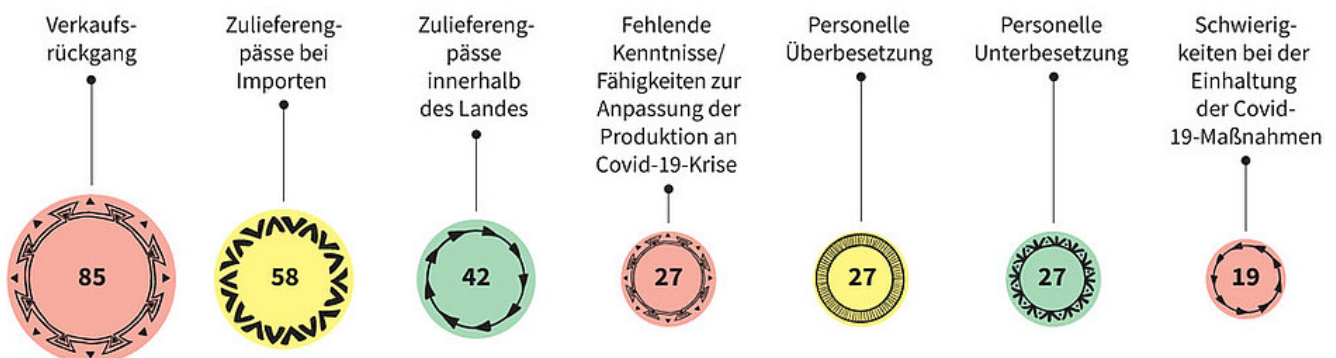 Verkaufs-
rückgang
Zuliefereng-
pässe bei
Importen
Zuliefereng-
pässe
innerhalb
des Landes
Fehlende
Kenntnisse/
Fähigkeiten zur
Anpassung der
Produktion an
Covid-19-Krise
Personelle
Überbesetzung
Personelle
Unterbesetzung
Schwierig-
keiten bei der
Einhaltung
der Covid-
19-Maßnahmen
85
58
42
27
27
27
19